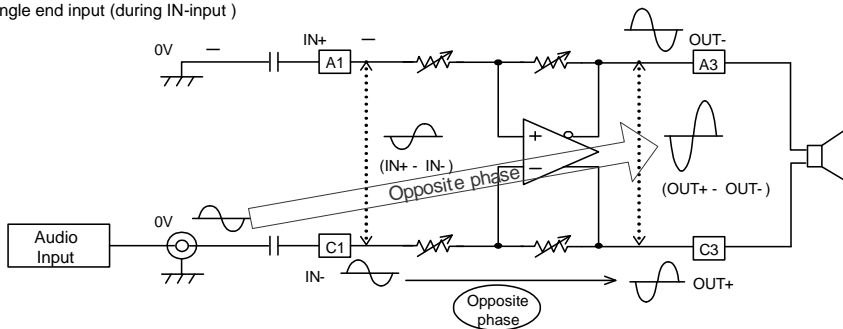 ngle end input (during IN-input )
0V
IN+
A1
OUT-
A3
+
−
(IN+ - IN-)
Opposite phase
(OUT+ - OUT- )
0V
Audio
Input
C1
IN-
C3
OUT+
Opposite
phase